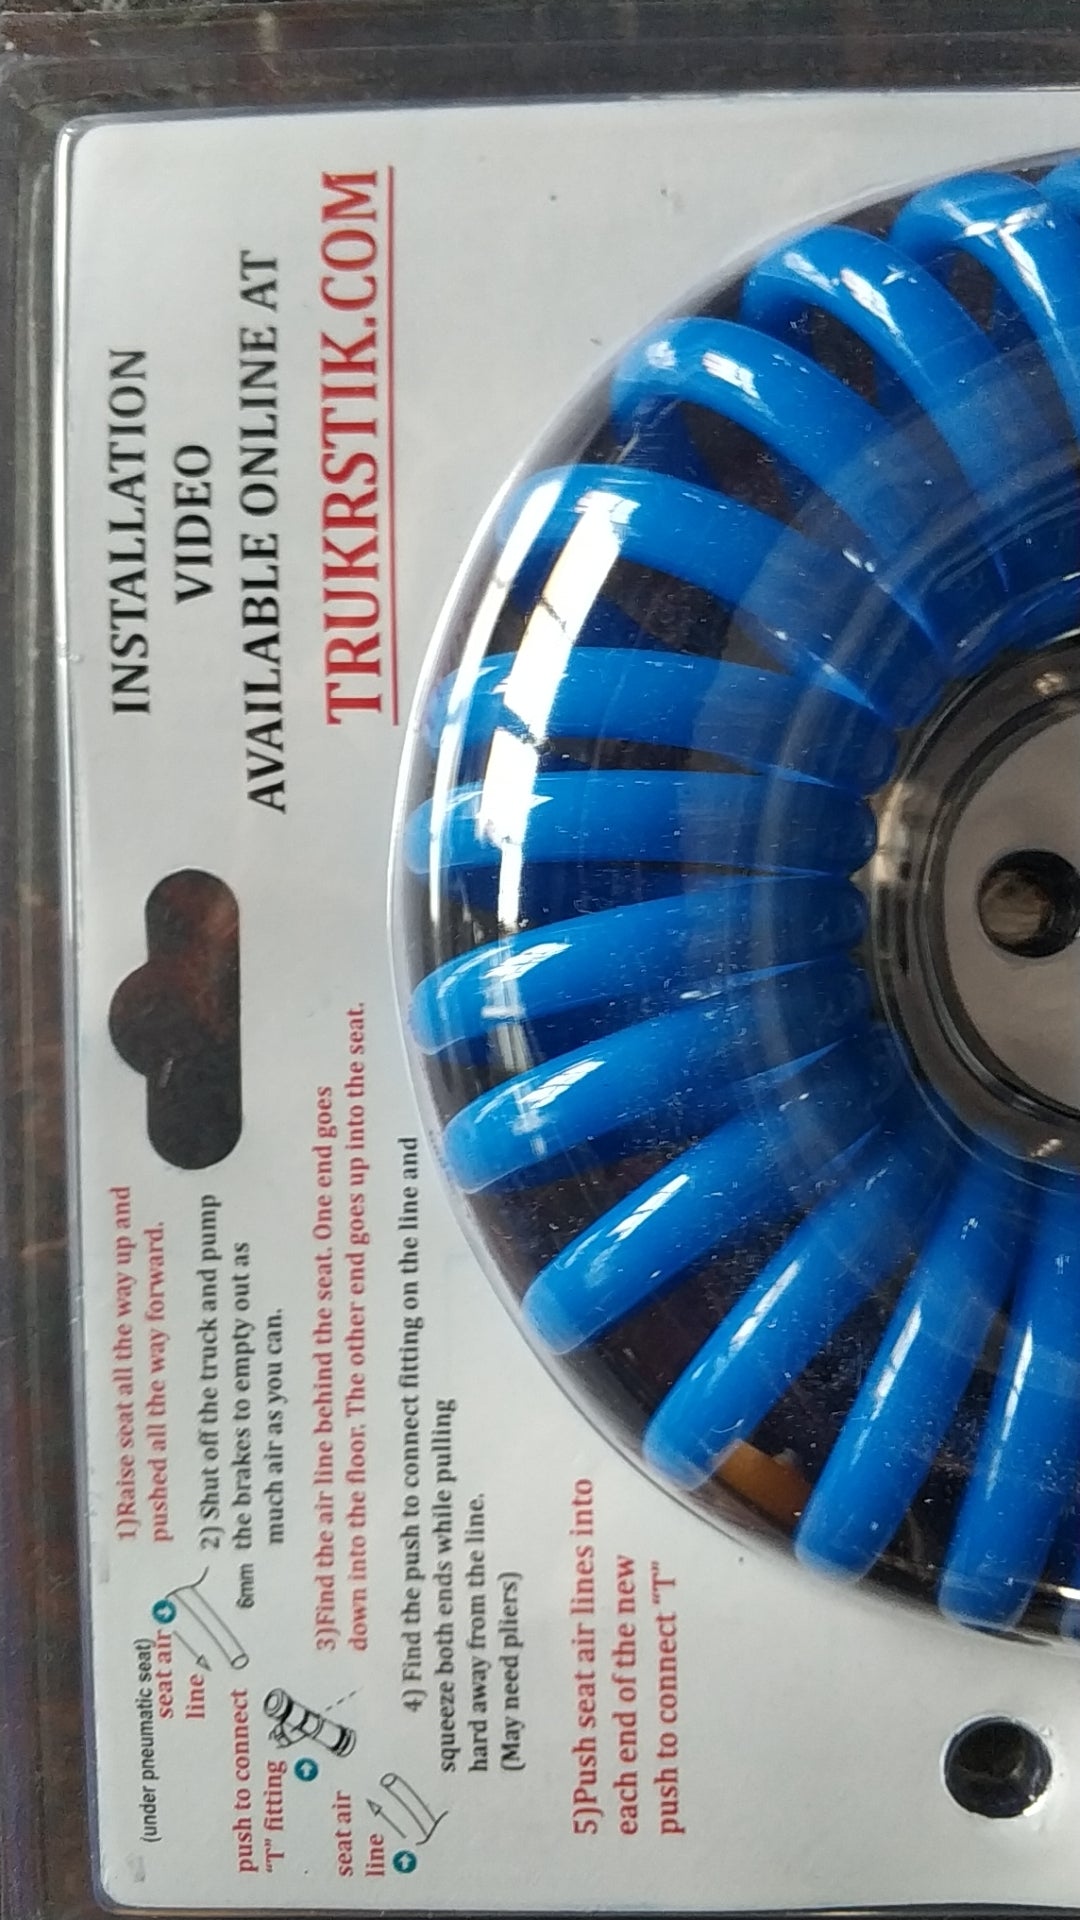 (under pneumatic seat)
seat air
line
6mm
push to connect
"T" fitting
seat air
line
1)Raise seat all the way up and
pushed all the way forward.
2) Shut off the truck and pump
the brakes to empty out as
much air as you can.
3)Find the air line behind the seat. One end goes
down into the floor. The other end goes up into the seat.
4) Find the push to connect fitting on the line and
squeeze both ends while pulling
hard away from the line.
(May need pliers)
5)Push seat air lines into
each end of the new
push to connect "T"
INSTALLATION
VIDEO
AVAILABLE ONLINE AT
TRUKRSTIK.COM